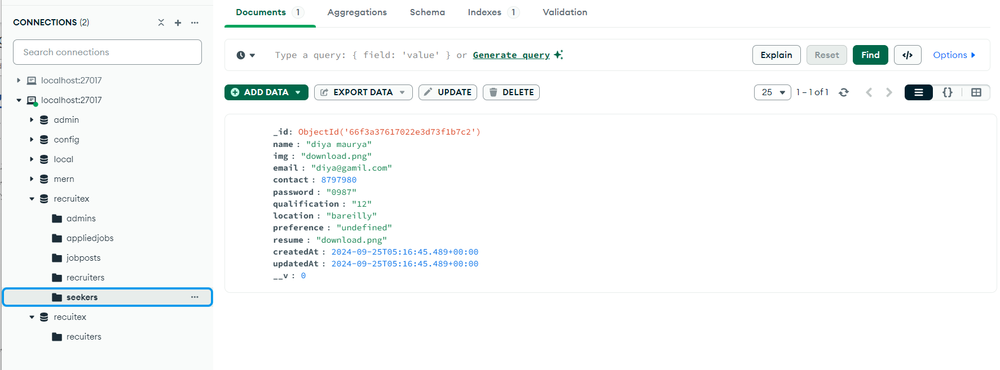 CONNECTIONS (2)
Search connections
localhost:27017
localhost:27017
admin
config
local
mern
recruitex
admins
appliedjobs
jobposts
recruiters
seekers
recuitex
recuiters
Documents 1 Aggregations Schema Indexes 1 Validation
Type a query: { field: 'value' } or Generate query Explain Reset Find </> Options
ADD DATA EXPORT DATA UPDATE DELETE 25 1 – 1 of 1 {}
_id: ObjectId('66f3a37617022e3d73f1b7c2')
name : "diya maurya"
img : "download.png"
email : "diya@gamil.com"
contact : 8797980
password : "0987"
qualification : "12"
location : "bareilly"
preference : "undefined"
resume : "download.png"
createdAt : 2024-09-25T05:16:45.489+00:00
updatedAt : 2024-09-25T05:16:45.489+00:00
__v : 0